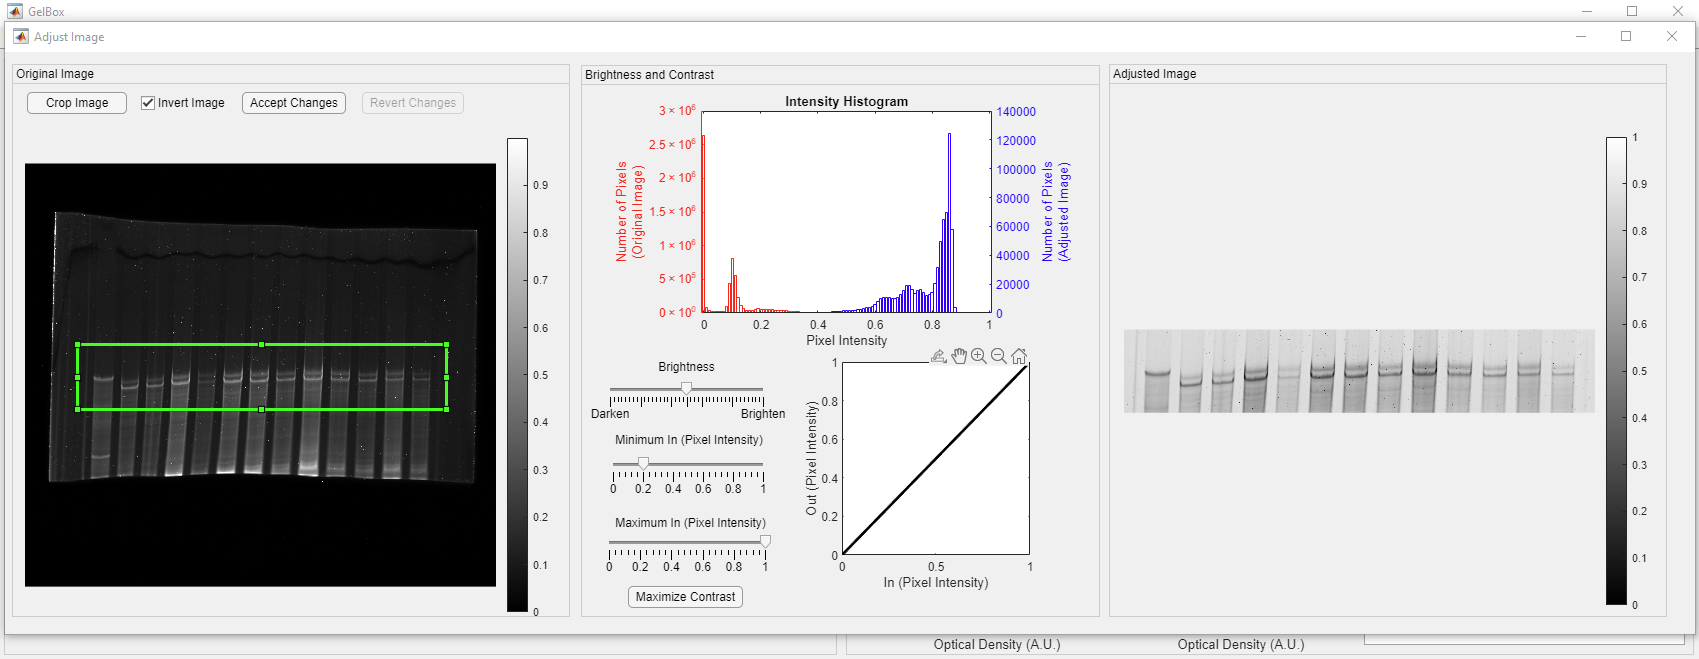 GelBox
Adjust Image
Original Image
Crop Image
Invert Image
Accept Changes
Revert Changes
0.9
0.8
0.7
0.6
0.5
0.4
0.3
0.2
0.1
0
Brightness and Contrast
Intensity Histogram
3 × 10⁶
2.5 × 10⁶
2 × 10⁶
1.5 × 10⁶
1 × 10⁶
5 × 10⁵
0 × 10⁰
Number of Pixels
(Original Image)
140000
120000
100000
80000
60000
40000
20000
0
Number of Pixels
(Adjusted Image)
0 0.2 0.4 0.6 0.8 1
Pixel Intensity
Brightness
Darken Brighten
Minimum In (Pixel Intensity)
0 0.2 0.4 0.6 0.8 1
Maximum In (Pixel Intensity)
0 0.2 0.4 0.6 0.8 1
Maximize Contrast
1
0.8
0.6
0.4
0.2
0
Out (Pixel Intensity)
0 0.5 1
In (Pixel Intensity)
Adjusted Image
1
0.9
0.8
0.7
0.6
0.5
0.4
0.3
0.2
0.1
0
Optical Density (A.U.) Optical Density (A.U.)